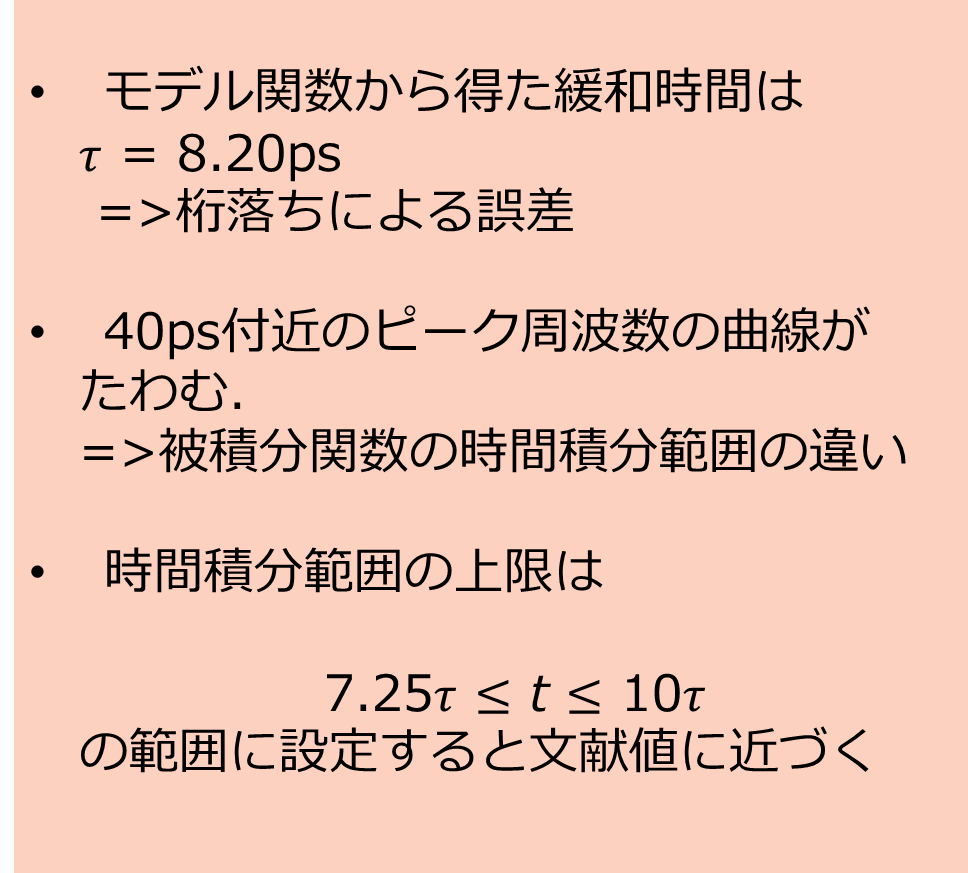 • モデル関数から得た緩和時間は
τ = 8.20ps
=>桁落ちによる誤差
• 40ps付近のピーク周波数の曲線が
たわむ.
=>被積分関数の時間積分範囲の違い
• 時間積分範囲の上限は
7.25τ ≤ t ≤ 10τ
の範囲に設定すると文献値に近づく